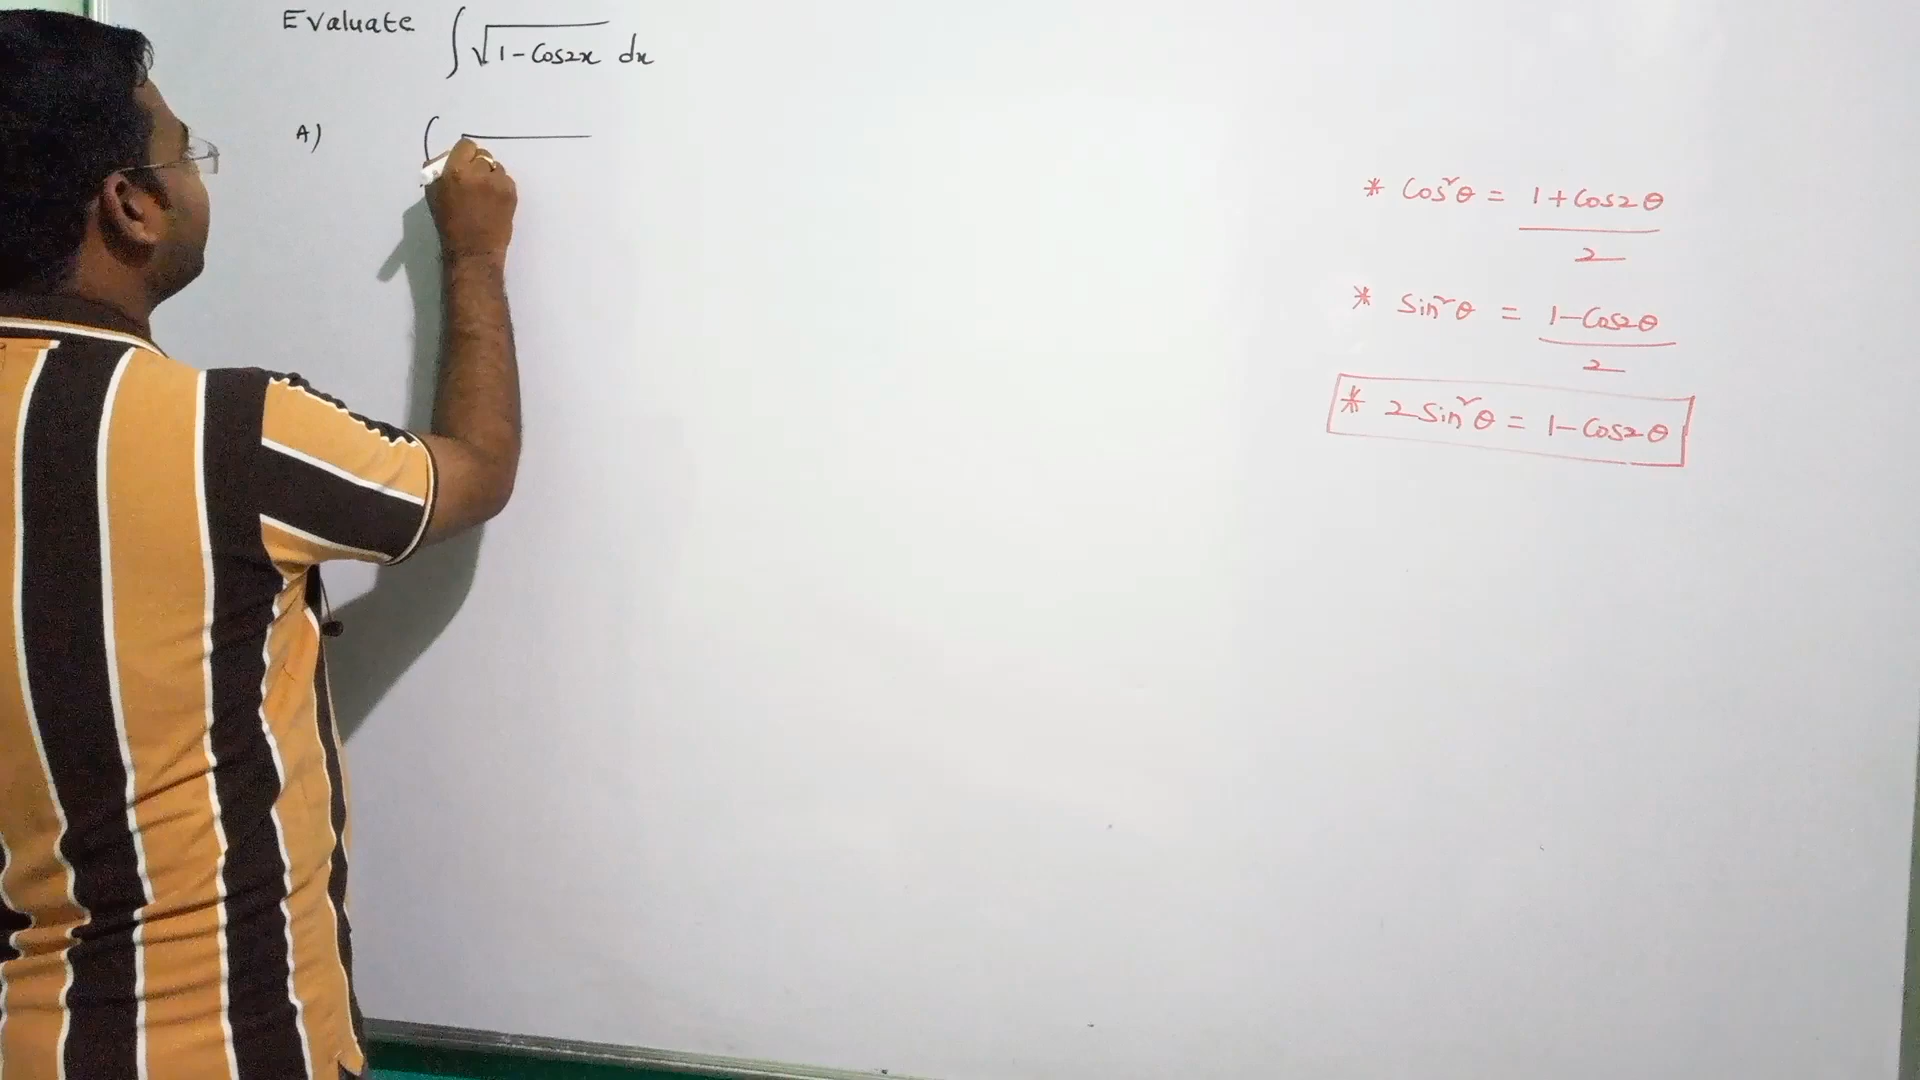 Evaluate ∫√(1-Cos2x) dx
A) ∫√
* Cos²θ = (1+Cos2θ)/2
* Sin²θ = (1-Cos2θ)/2
* 2Sin²θ = 1-Cos2θ